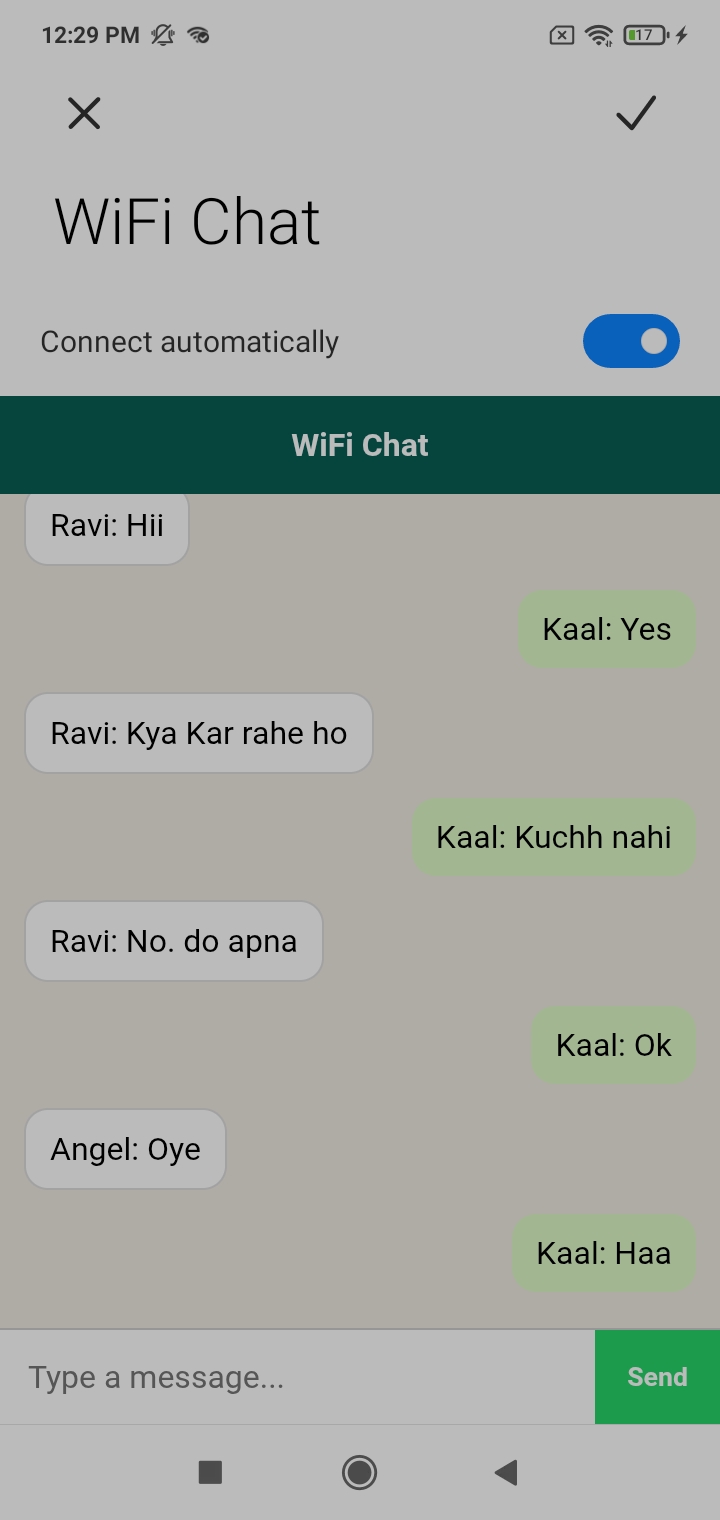 12:29 PM
17
WiFi Chat
Connect automatically
WiFi Chat
Ravi: Hii
Kaal: Yes
Ravi: Kya Kar rahe ho
Kaal: Kuchh nahi
Ravi: No. do apna
Kaal: Ok
Angel: Oye
Kaal: Haa
Type a message...
Send